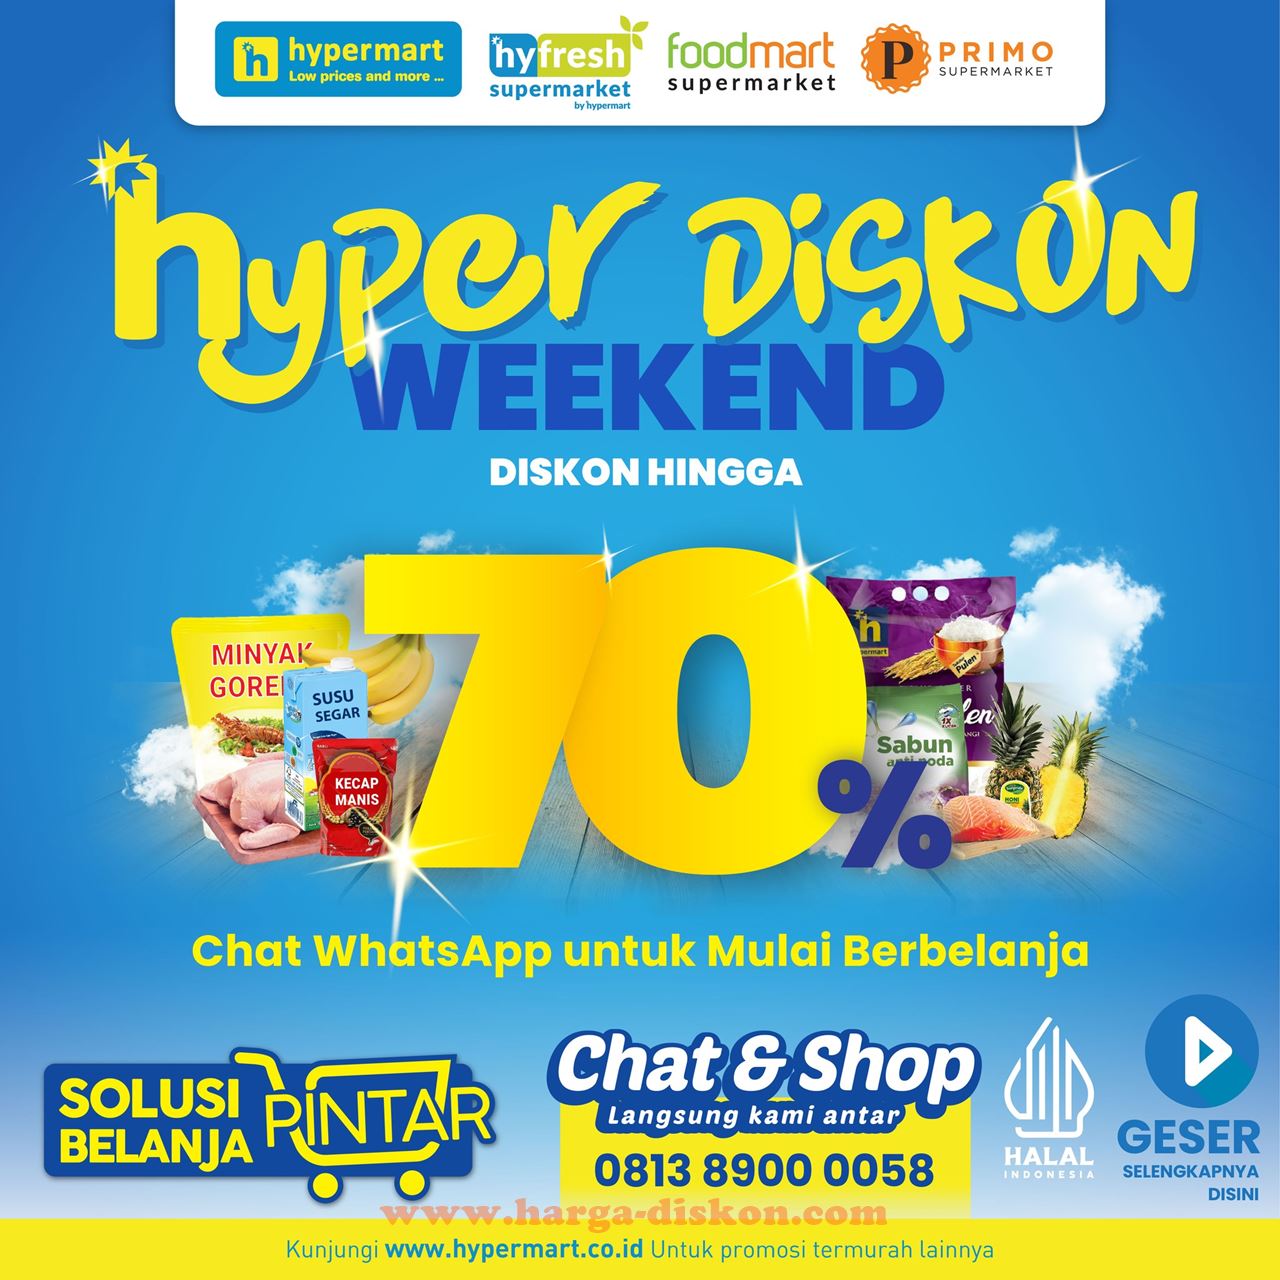 hypermart
Low prices and more ...
hyfresh
supermarket
by hypermart
foodmart
supermarket
P PRIMO
SUPERMARKET
hyper DiSKON
WEEKEND
DISKON HINGGA
70%
MINYAK
SUSU
SEGAR
KECAP
MANIS
h
Pulen
Sabun
anti noda
Chat WhatsApp untuk Mulai Berbelanja
SOLUSI
BELANJA
PINTAR
Chat & Shop
Langsung kami antar
0813 8900 0058
HALAL
INDONESIA
GESER
SELENGKAPNYA
DISINI
www.harga-diskon.com
Kunjungi www.hypermart.co.id Untuk promosi termurah lainnya